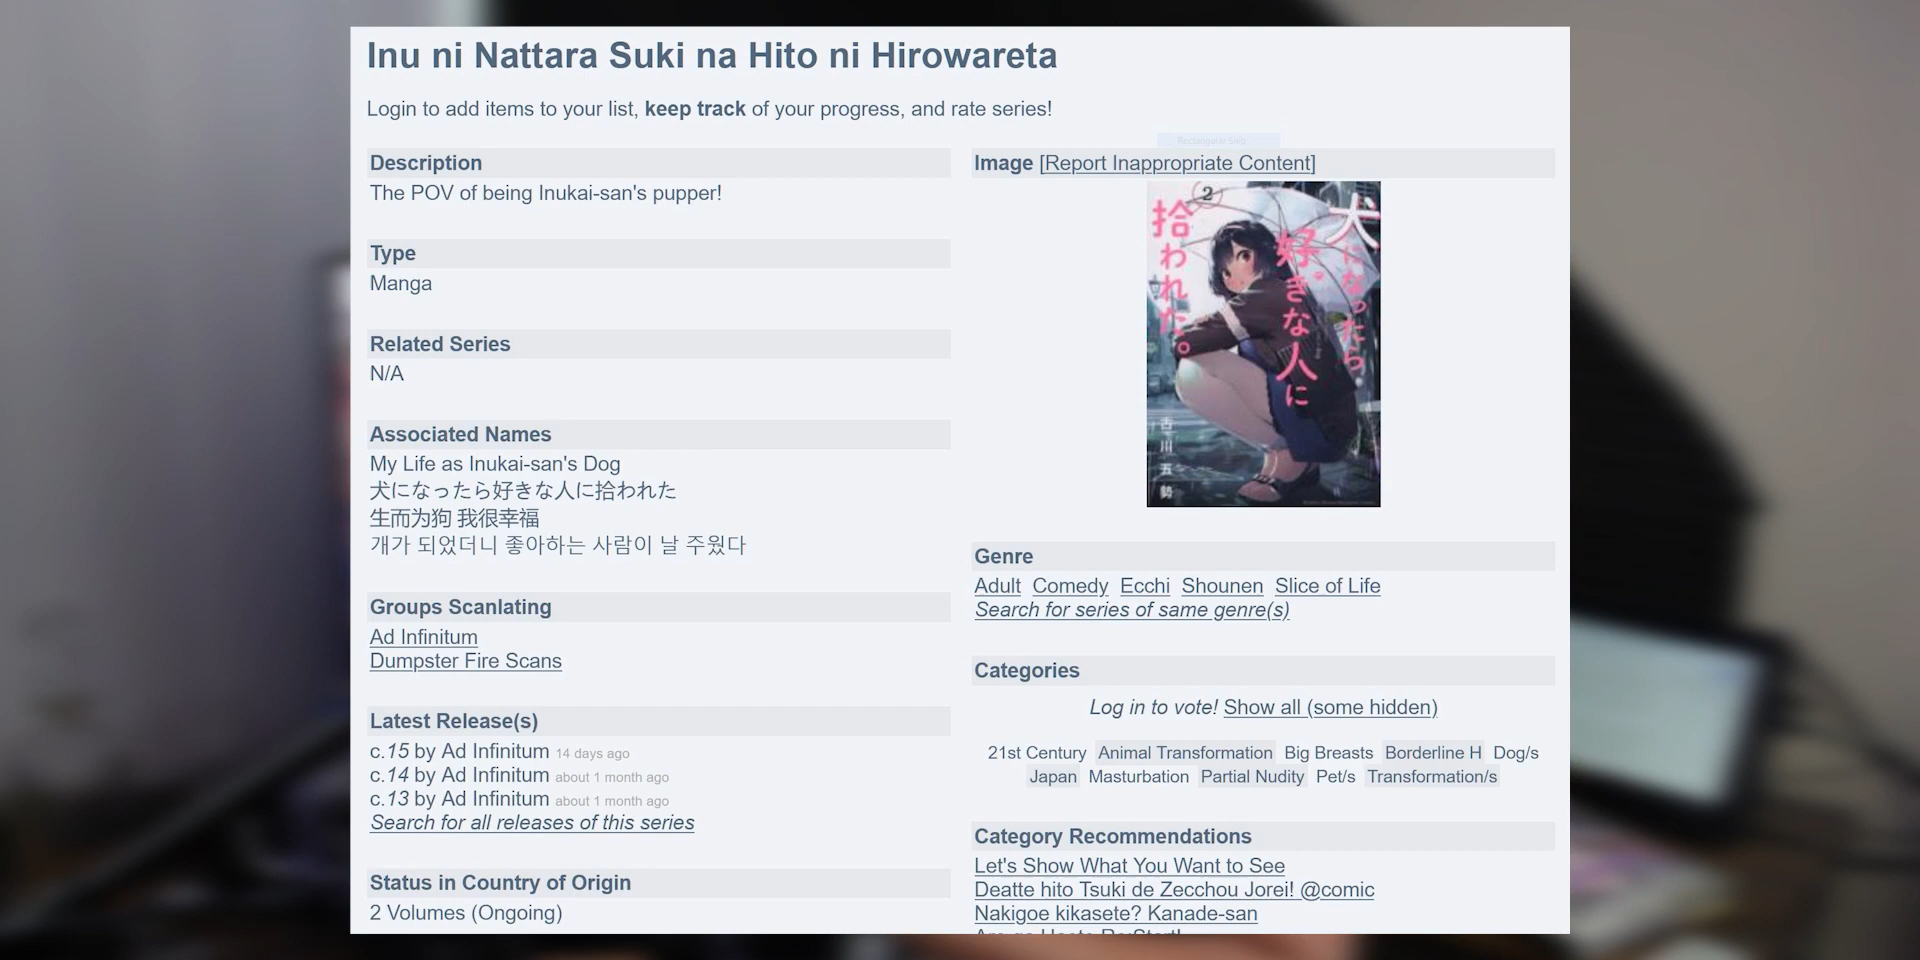 Inu ni Nattara Suki na Hito ni Hirowareta
Login to add items to your list, keep track of your progress, and rate series!
Description
The POV of being Inukai-san's pupper!
Type
Manga
Related Series
N/A
Associated Names
My Life as Inukai-san's Dog
犬になったら好きな人に拾われた
生而为狗 我很幸福
개가 되었더니 좋아하는 사람이 날 주웠다
Groups Scanlating
Ad Infinitum
Dumpster Fire Scans
Latest Release(s)
c.15 by Ad Infinitum 14 days ago
c.14 by Ad Infinitum about 1 month ago
c.13 by Ad Infinitum about 1 month ago
Search for all releases of this series
Status in Country of Origin
2 Volumes (Ongoing)
Rectangular Snip
Image [Report Inappropriate Content]
2
犬になったら
好きな人に
拾われた。
古川五勢
Genre
Adult Comedy Ecchi Shounen Slice of Life
Search for series of same genre(s)
Categories
Log in to vote! Show all (some hidden)
21st Century Animal Transformation Big Breasts Borderline H Dog/s
Japan Masturbation Partial Nudity Pet/s Transformation/s
Category Recommendations
Let's Show What You Want to See
Deatte hito Tsuki de Zecchou Jorei! @comic
Nakigoe kikasete? Kanade-san